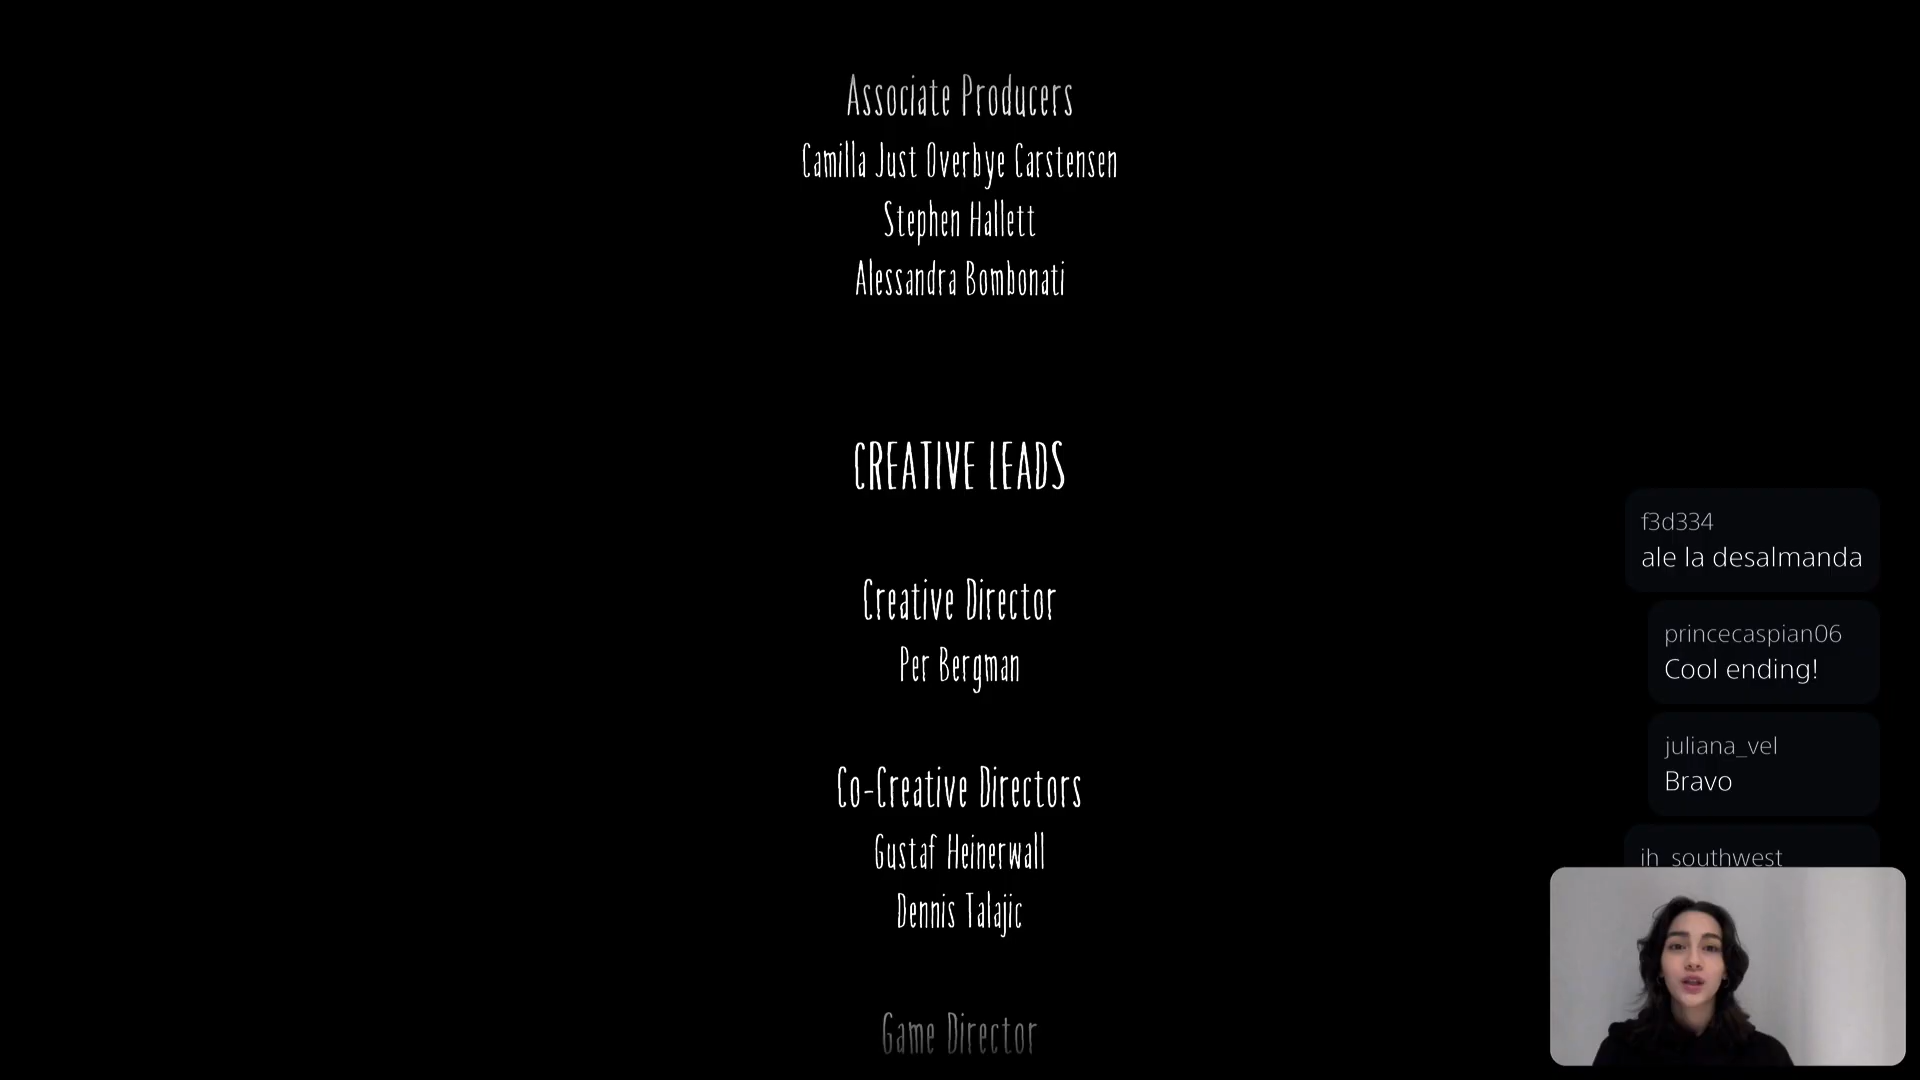 Associate Producers
Camilla Just Overbye Carstensen
Stephen Hallett
Alessandra Bombonati
CREATIVE LEADS
Creative Director
Per Bergman
Co-Creative Directors
Gustaf Heinerwall
Dennis Talajic
Game Director
f3d334
ale la desalmanda
princecaspian06
Cool ending!
juliana_vel
Bravo
ih_southwest